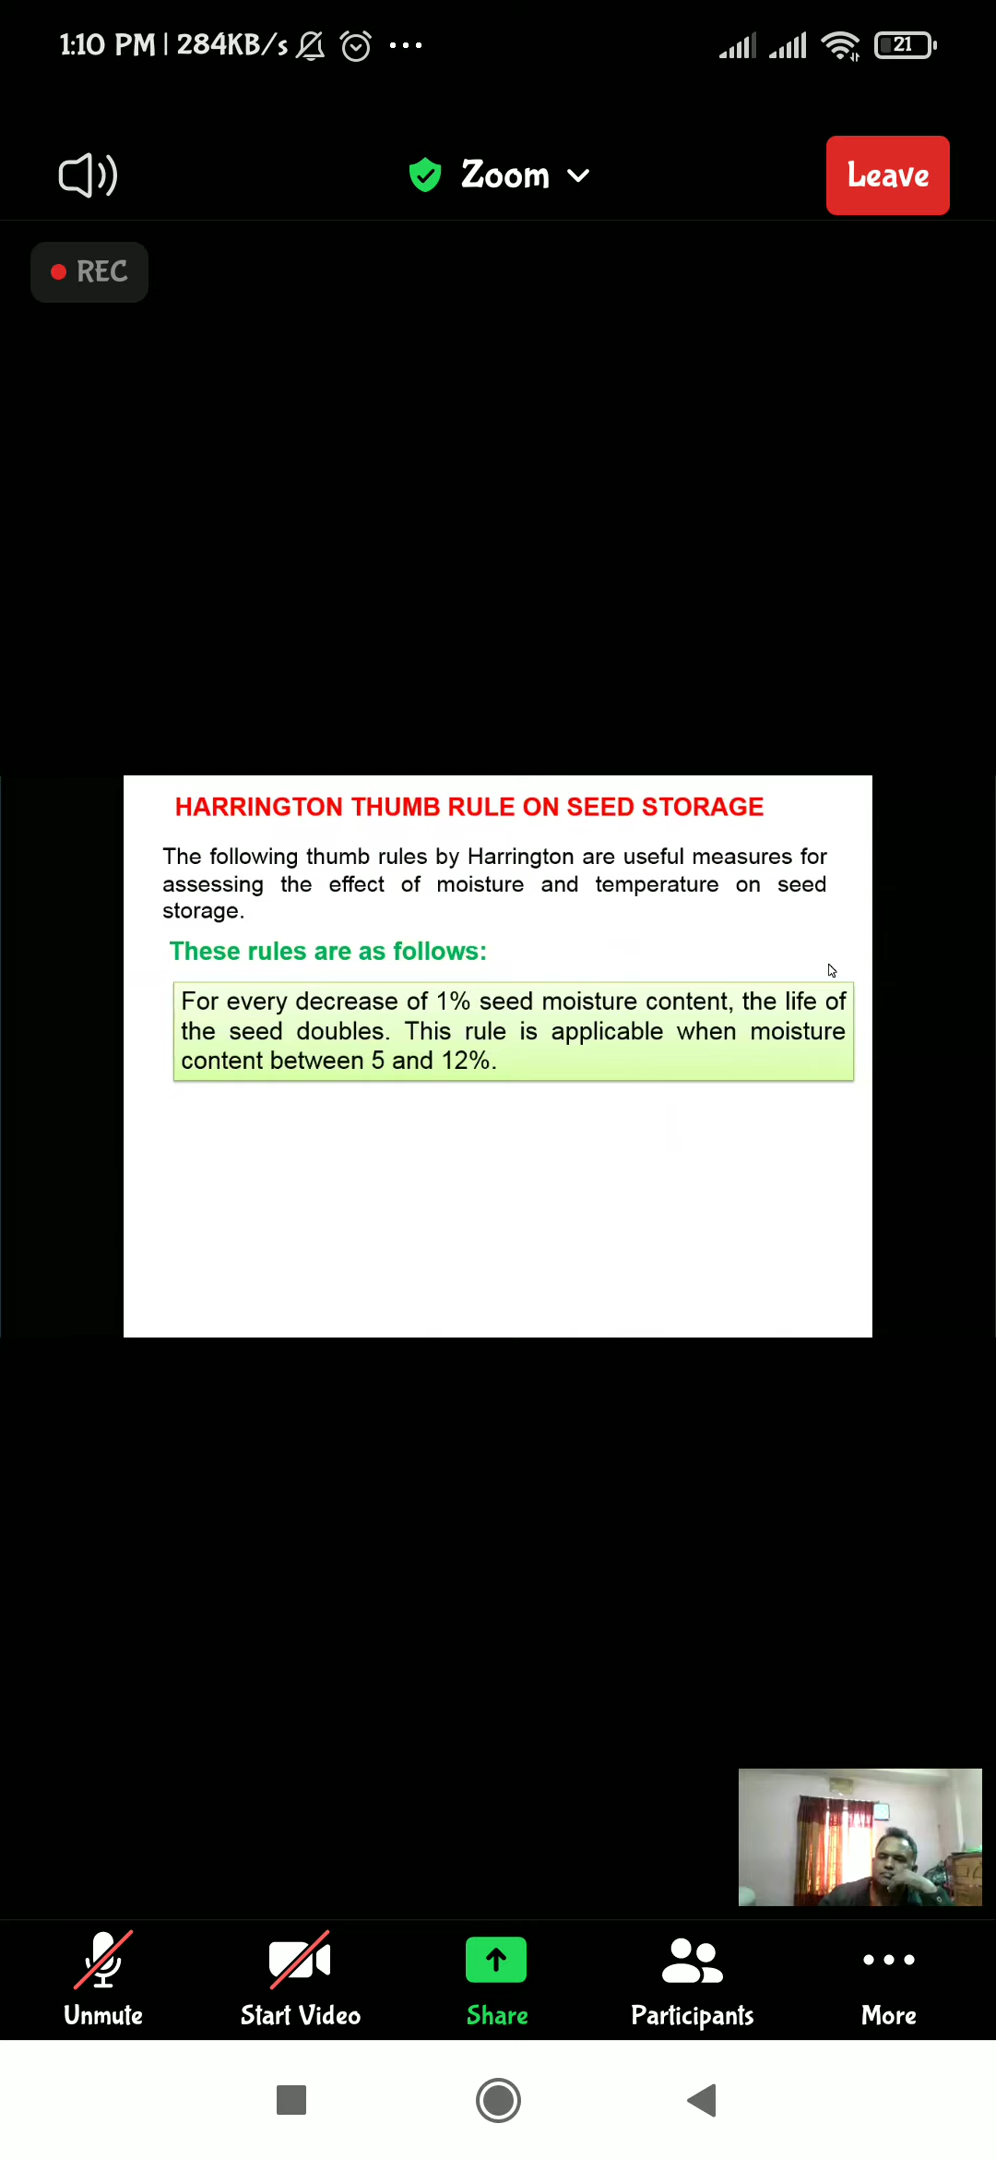 1:10 PM | 284KB/s ... 21
Zoom
Leave
REC
HARRINGTON THUMB RULE ON SEED STORAGE
The following thumb rules by Harrington are useful measures for
assessing the effect of moisture and temperature on seed
storage.
These rules are as follows:
For every decrease of 1% seed moisture content, the life of
the seed doubles. This rule is applicable when moisture
content between 5 and 12%.
Unmute
Start Video
Share
Participants
More